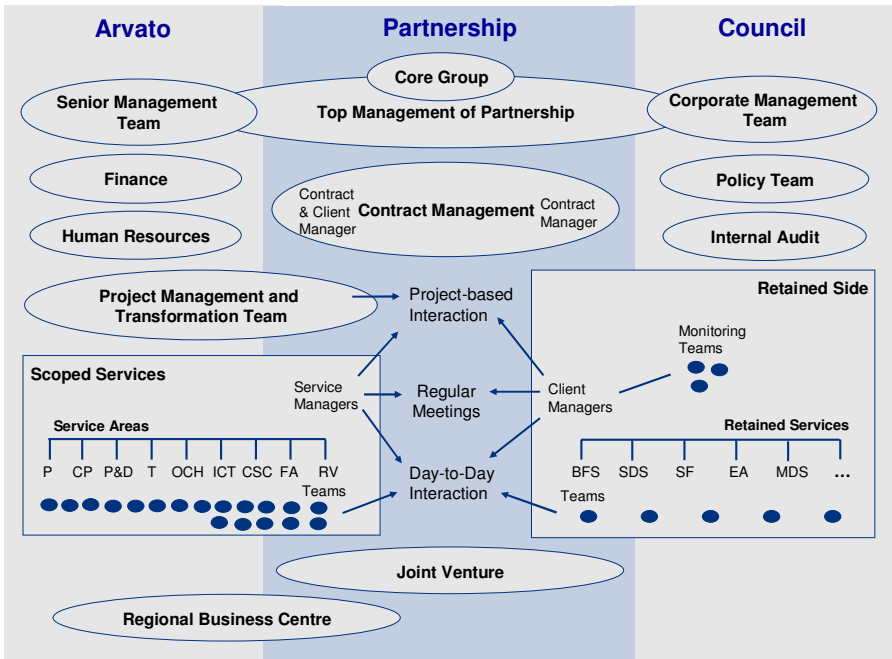 Arvato
Partnership
Council
Core Group
Senior Management
Team
Top Management of Partnership
Corporate Management
Team
Finance
Policy Team
Contract
& Client
Manager
Contract Management
Contract
Manager
Human Resources
Internal Audit
Project Management and
Transformation Team
Project-based
Interaction
Retained Side
Monitoring
Teams
Scoped Services
Service
Managers
Regular
Meetings
Client
Managers
Service Areas
Retained Services
P CP P&D T OCH ICT CSC FA RV
Teams
Day-to-Day
Interaction
BFS SDS SF EA MDS ...
Teams
Joint Venture
Regional Business Centre